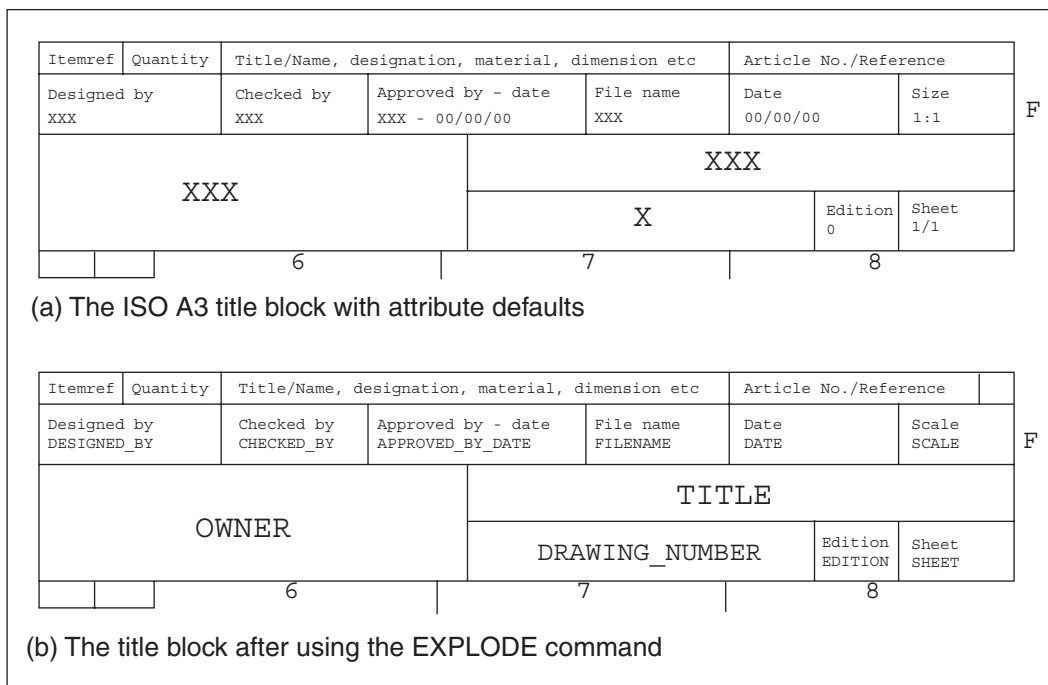 Itemref Quantity Title/Name, designation, material, dimension etc Article No./Reference
Designed by Checked by Approved by - date File name Date Size
XXX XXX XXX - 00/00/00 XXX 00/00/00 1:1
F
XXX
XXX
X
Edition Sheet
0 1/1
6 7 8
(a) The ISO A3 title block with attribute defaults
Itemref Quantity Title/Name, designation, material, dimension etc Article No./Reference
Designed by Checked by Approved by - date File name Date Scale
DESIGNED_BY CHECKED_BY APPROVED_BY_DATE FILENAME DATE SCALE
F
TITLE
OWNER
DRAWING_NUMBER
Edition Sheet
EDITION SHEET
6 7 8
(b) The title block after using the EXPLODE command